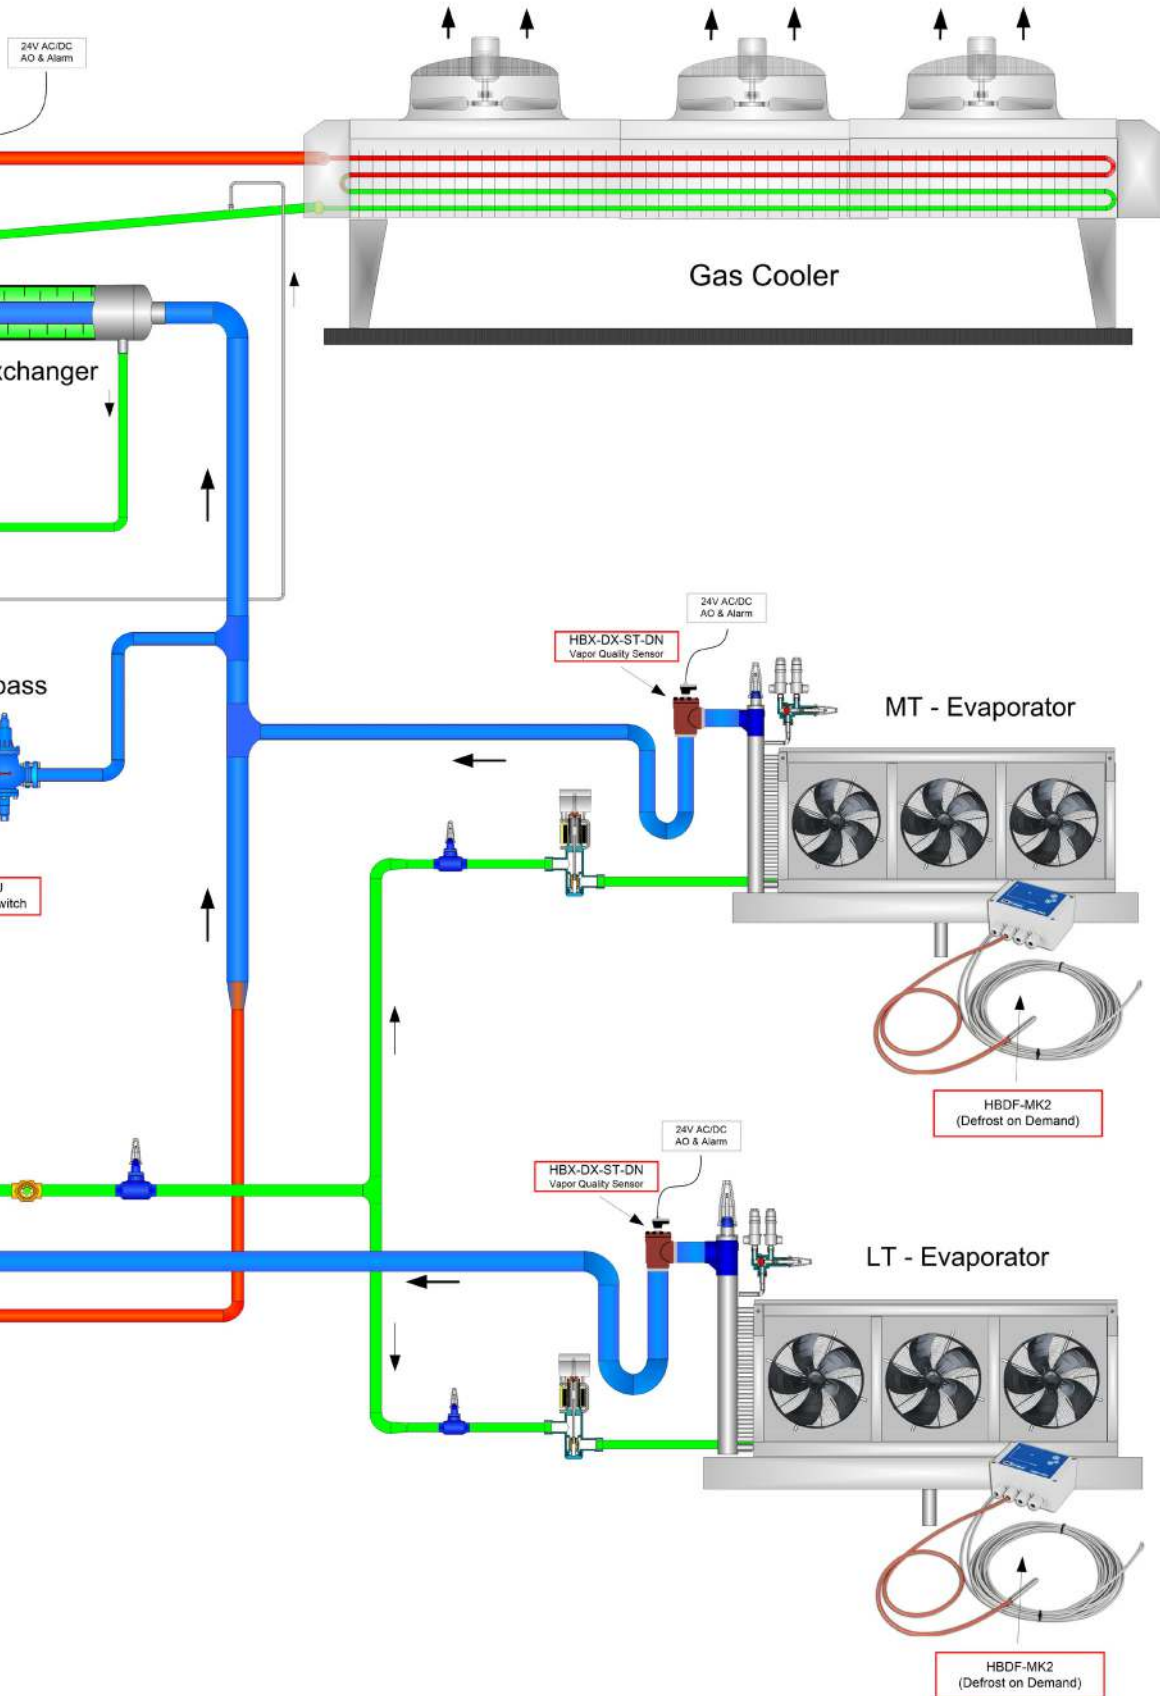 24V AC/DC
AO & Alarm
Gas Cooler
xchanger
24V AC/DC
AO & Alarm
HBX-DX-ST-DN
Vapor Quality Sensor
pass
MT - Evaporator
witch
HBDF-MK2
(Defrost on Demand)
24V AC/DC
AO & Alarm
HBX-DX-ST-DN
Vapor Quality Sensor
LT - Evaporator
HBDF-MK2
(Defrost on Demand)